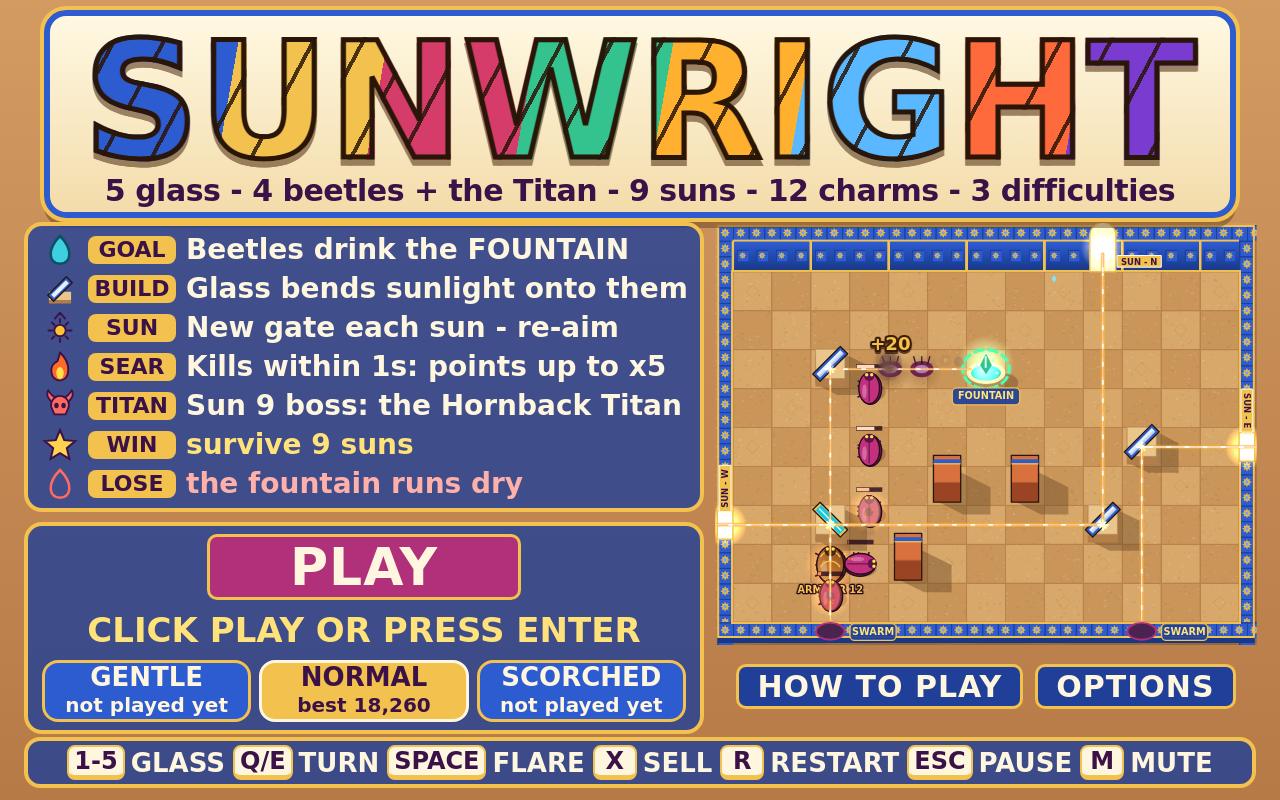 SUNWRIGHT
5 glass - 4 beetles + the Titan - 9 suns - 12 charms - 3 difficulties
GOAL Beetles drink the FOUNTAIN
BUILD Glass bends sunlight onto them
SUN New gate each sun - re-aim
SEAR Kills within 1s: points up to x5
TITAN Sun 9 boss: the Hornback Titan
WIN survive 9 suns
LOSE the fountain runs dry
SUN - N
+20
FOUNTAIN
SUN - E
SUN - W
12
SWARM
SWARM
PLAY
CLICK PLAY OR PRESS ENTER
GENTLE
not played yet
NORMAL
best 18,260
SCORCHED
not played yet
HOW TO PLAY
OPTIONS
1-5 GLASS Q/E TURN SPACE FLARE X SELL R RESTART ESC PAUSE M MUTE